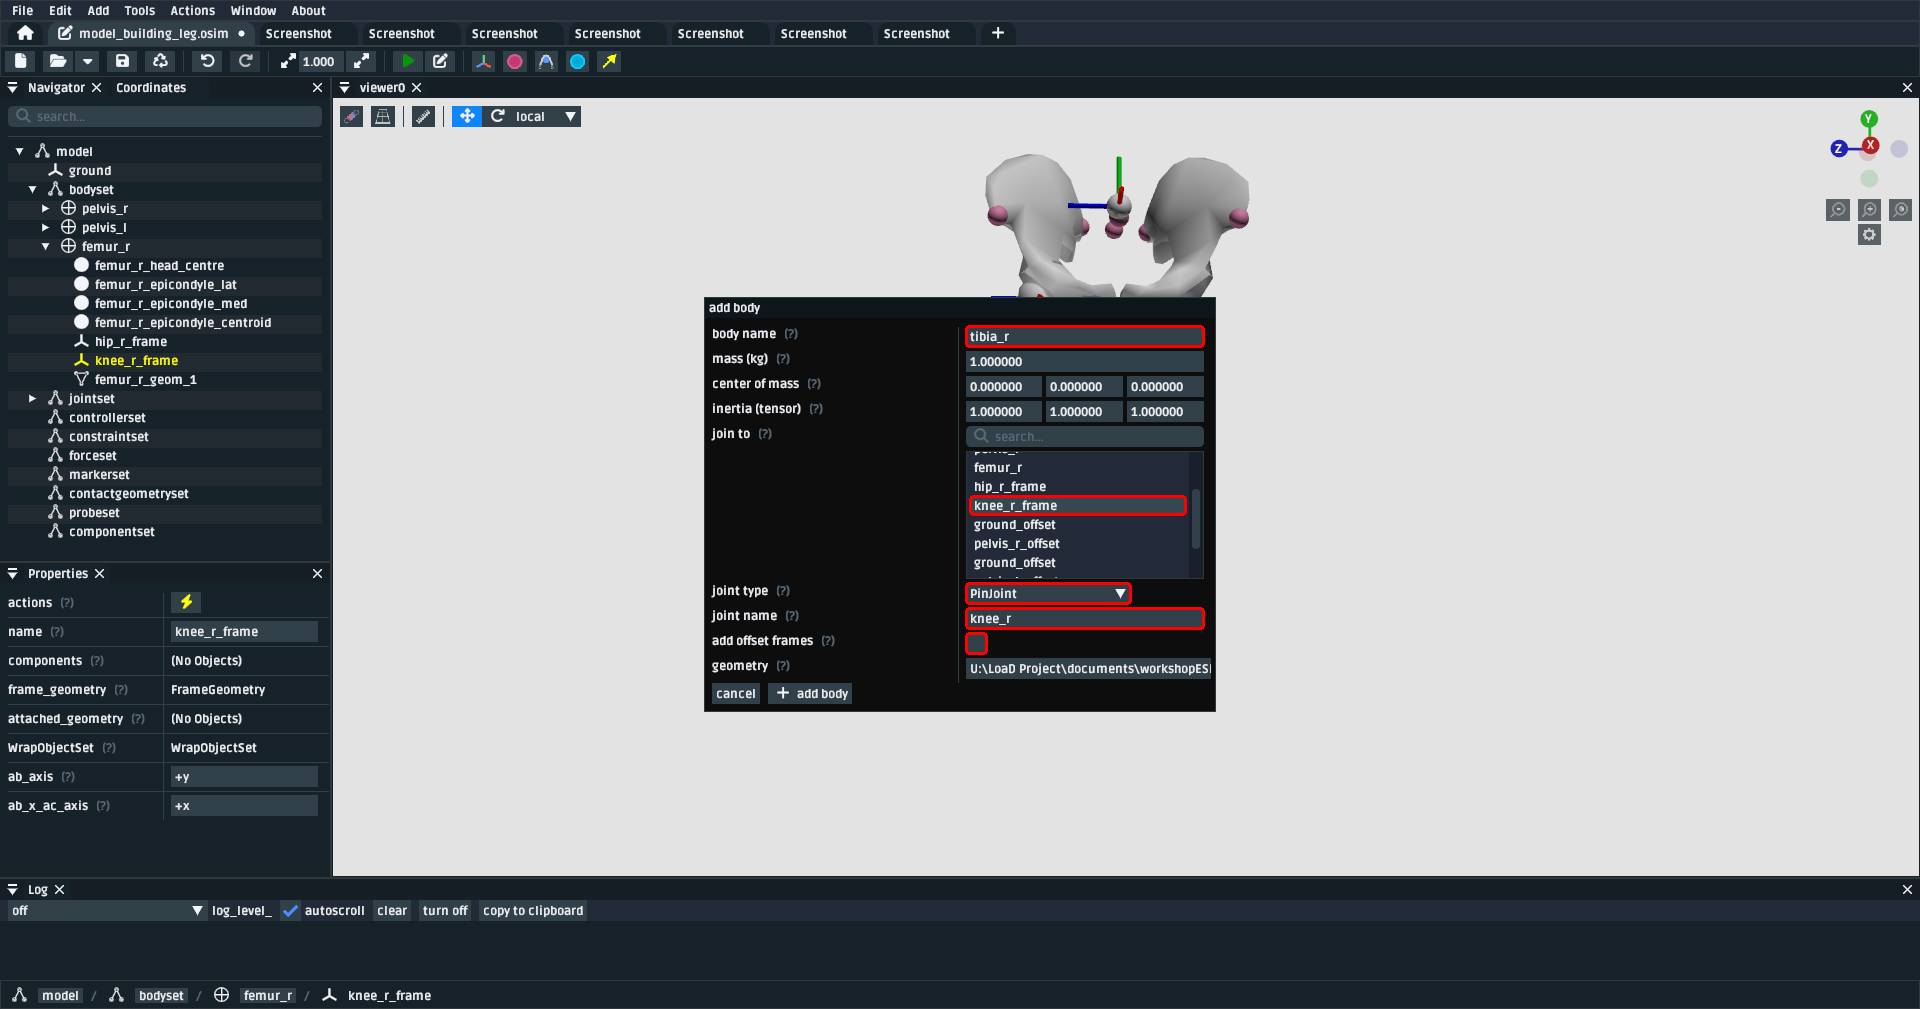 File Edit Add Tools Actions Window About
model_building_leg.osim Screenshot Screenshot Screenshot Screenshot Screenshot Screenshot Screenshot
1.000
Navigator Coordinates
search...
model
ground
bodyset
pelvis_r
pelvis_l
femur_r
femur_r_head_centre
femur_r_epicondyle_lat
femur_r_epicondyle_med
femur_r_epicondyle_centroid
hip_r_frame
knee_r_frame
femur_r_geom_1
jointset
controllerset
constraintset
forceset
markerset
contactgeometryset
probeset
componentset
Properties
actions (?)
name (?) knee_r_frame
components (?) (No Objects)
frame_geometry (?) FrameGeometry
attached_geometry (?) (No Objects)
WrapObjectSet (?) WrapObjectSet
ab_axis (?) +y
ab_x_ac_axis (?) +x
viewer0
local
Y
Z X
add body
body name (?) tibia_r
mass (kg) (?) 1.000000
center of mass (?) 0.000000 0.000000 0.000000
inertia (tensor) (?) 1.000000 1.000000 1.000000
join to (?) search...
femur_r
hip_r_frame
knee_r_frame
ground_offset
pelvis_r_offset
ground_offset
joint type (?) PinJoint
joint name (?) knee_r
add offset frames (?)
geometry (?) U:\LoaD Project\documents\workshopES
cancel + add body
Log
off log_level_ autoscroll clear turn off copy to clipboard
model / bodyset / femur_r / knee_r_frame